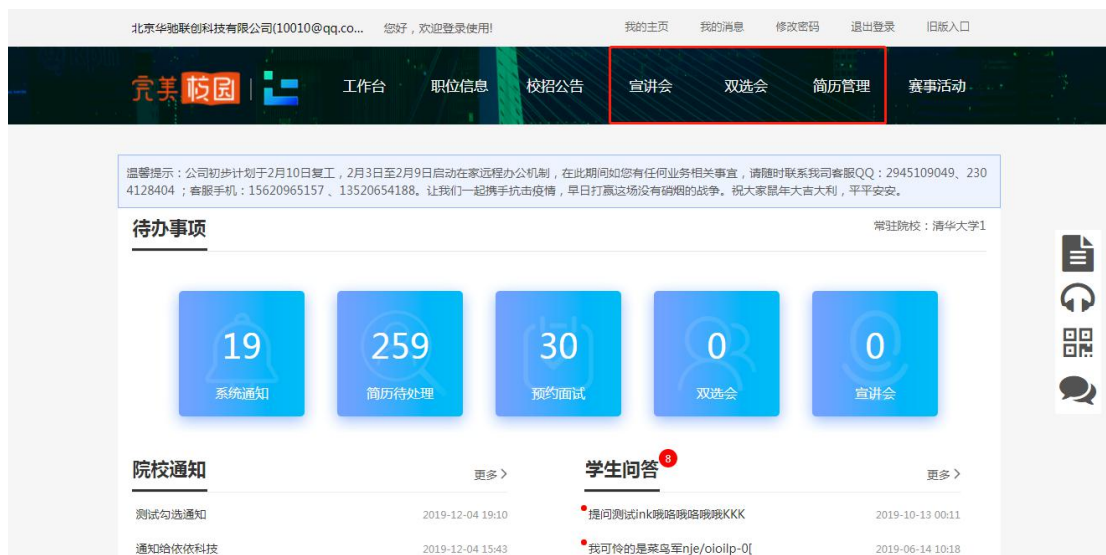 北京华驰联创科技有限公司(10010@qq.co... 您好，欢迎登录使用! 我的主页 我的消息 修改密码 退出登录 旧版入口
完美校园 工作台 职位信息 校招公告 宣讲会 双选会 简历管理 赛事活动
温馨提示：公司初步计划于2月10日复工，2月3日至2月9日启动在家远程办公机制，在此期间如您有任何业务相关事宜，请随时联系我司客服QQ：2945109049、230
4128404 ；客服手机：15620965157 、13520654188。让我们一起携手抗击疫情，早日打赢这场没有硝烟的战争。祝大家鼠年大吉大利，平平安安。
待办事项 常驻院校：清华大学1
19 259 30 0 0
系统通知 简历待处理 预约面试 双选会 宣讲会
院校通知 更多 学生问答 8 更多
测试勾选通知 2019-12-04 19:10 提问测试ink哦咯哦咯哦哦KKK 2019-10-13 00:11
通知给依依科技 2019-12-04 15:43 我可怜的是菜鸟军nje/oioilp-0[ 2019-06-14 10:18